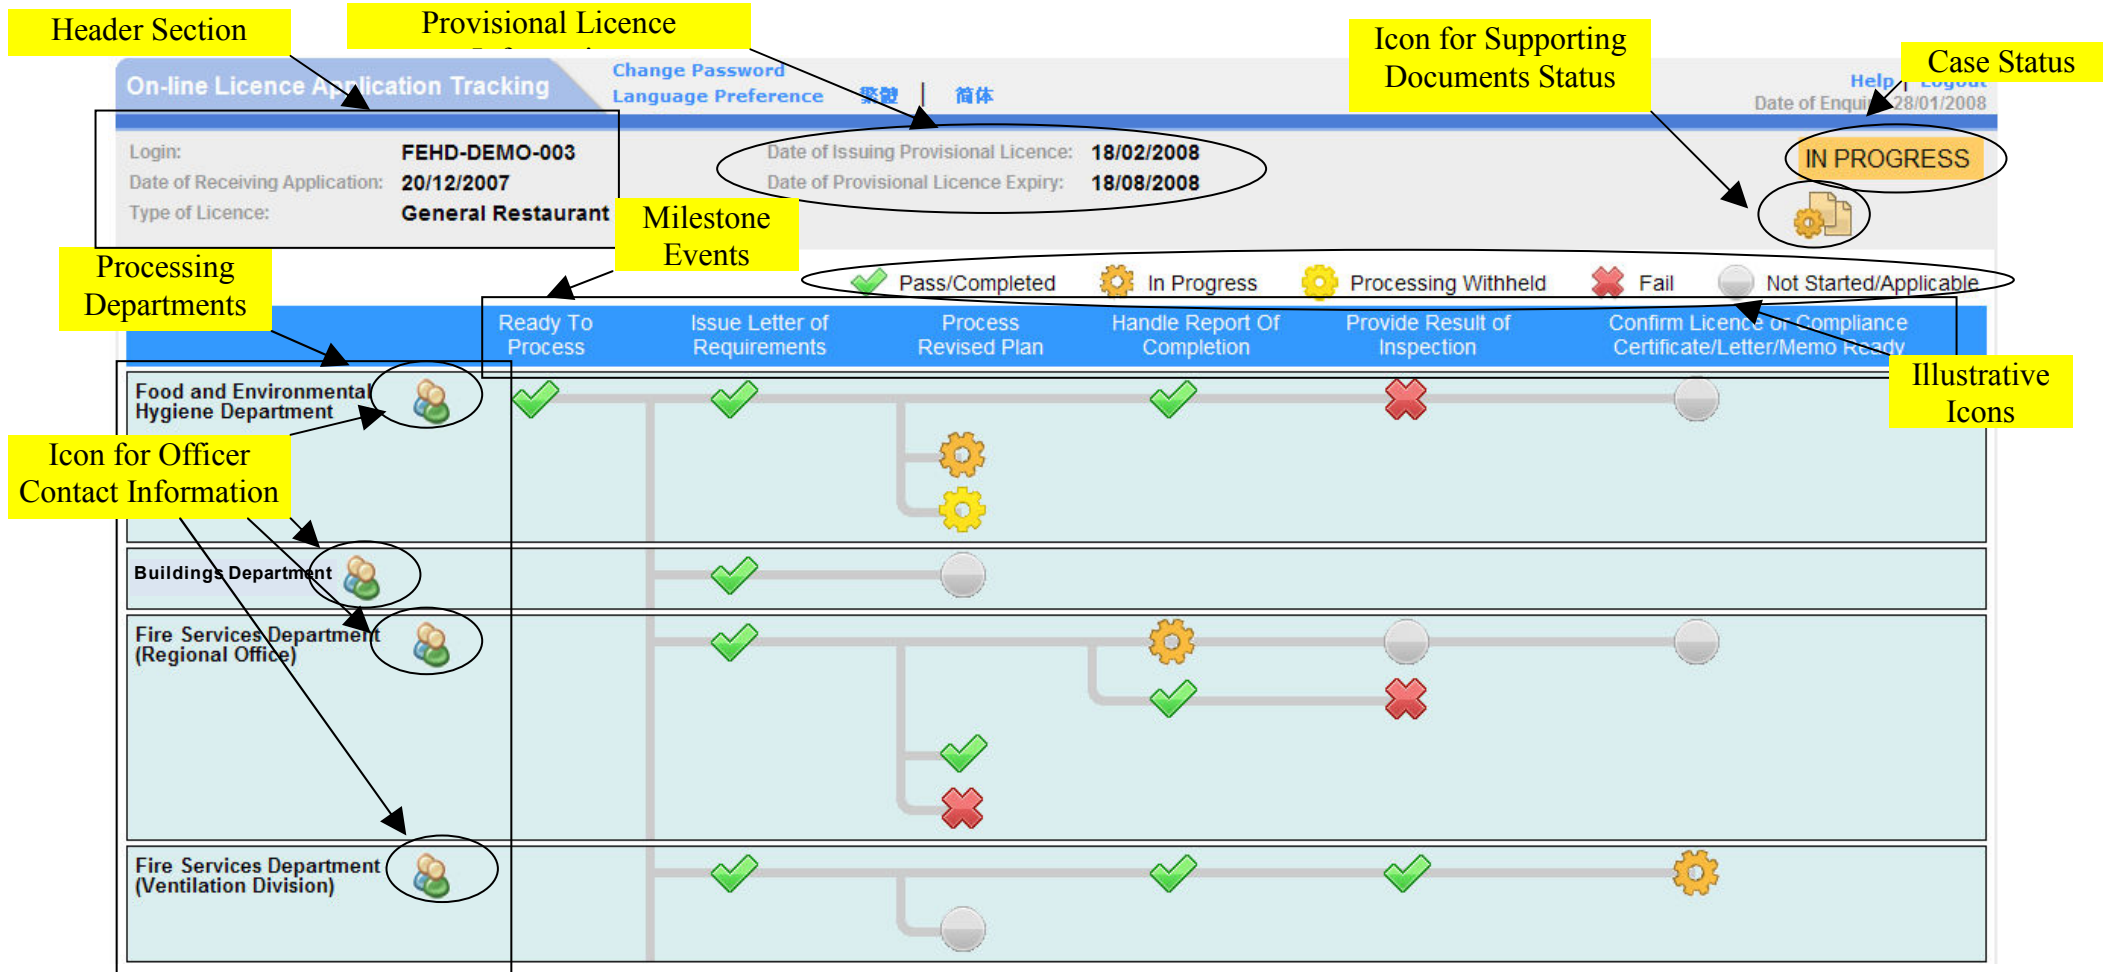 Header Section
Provisional Licence
Icon for Supporting
Documents Status
Case Status
On-line Licence Application Tracking
Change Password
Language Preference 繁體 | 简体
Help | Logout
Date of Enquiry 28/01/2008
Login: FEHD-DEMO-003
Date of Receiving Application: 20/12/2007
Type of Licence: General Restaurant
Date of Issuing Provisional Licence: 18/02/2008
Date of Provisional Licence Expiry: 18/08/2008
IN PROGRESS
Milestone
Events
Processing
Departments
Pass/Completed In Progress Processing Withheld Fail Not Started/Applicable
Ready To
Process
Issue Letter of
Requirements
Process
Revised Plan
Handle Report Of
Completion
Provide Result of
Inspection
Confirm Licence or Compliance
Certificate/Letter/Memo Ready
Illustrative
Icons
Food and Environmental
Hygiene Department
Icon for Officer
Contact Information
Buildings Department
Fire Services Department
(Regional Office)
Fire Services Department
(Ventilation Division)